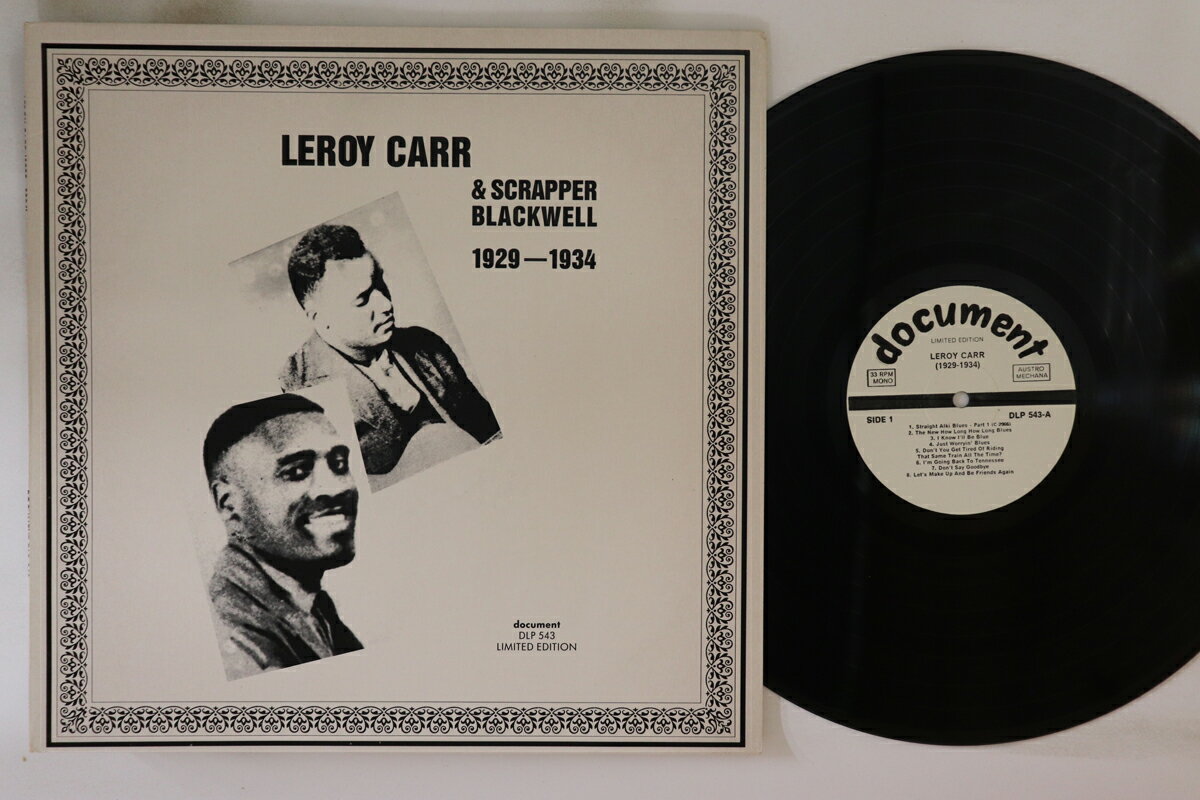 LEROY CARR
& SCRAPPER
BLACKWELL
1929—1934
document
DLP 543
LIMITED EDITION
document
LIMITED EDITION
LEROY CARR
(1929-1934)
33 RPM
MONO
AUSTRO
MECHANA
SIDE 1
DLP 543-A
1. Straight Alki Blues - Part 1 (C 2966)
2. The New How Long How Long Blues
3. I Know I'll Be Blue
4. Just Worryin' Blues
5. Don't You Get Tired Of Riding
That Same Train All The Time?
6. I'm Going Back To Tennessee
7. Don't Say Goodbye
8. Let's Make Up And Be Friends Again